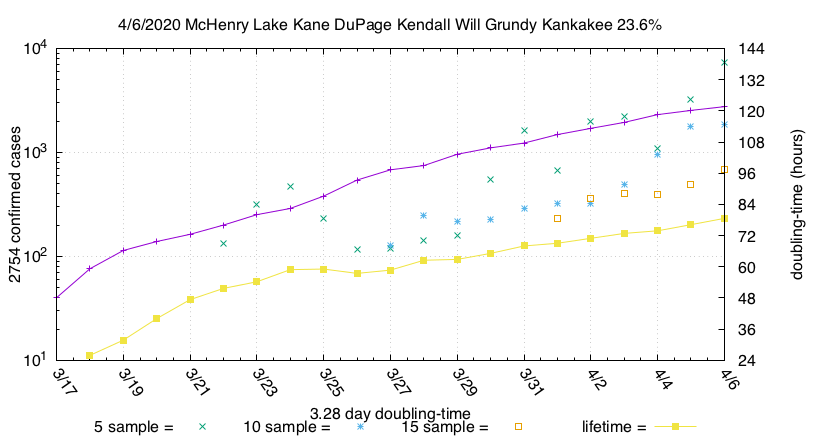 4/6/2020 McHenry Lake Kane DuPage Kendall Will Grundy Kankakee 23.6%
10^4
10^3
10^2
10^1
2754 confirmed cases
144
132
120
108
96
84
72
60
48
36
24
doubling-time (hours)
3/17 3/19 3/21 3/23 3/25 3/27 3/29 3/31 4/2 4/4 4/6
3.28 day doubling-time
5 sample = 10 sample = 15 sample = lifetime =